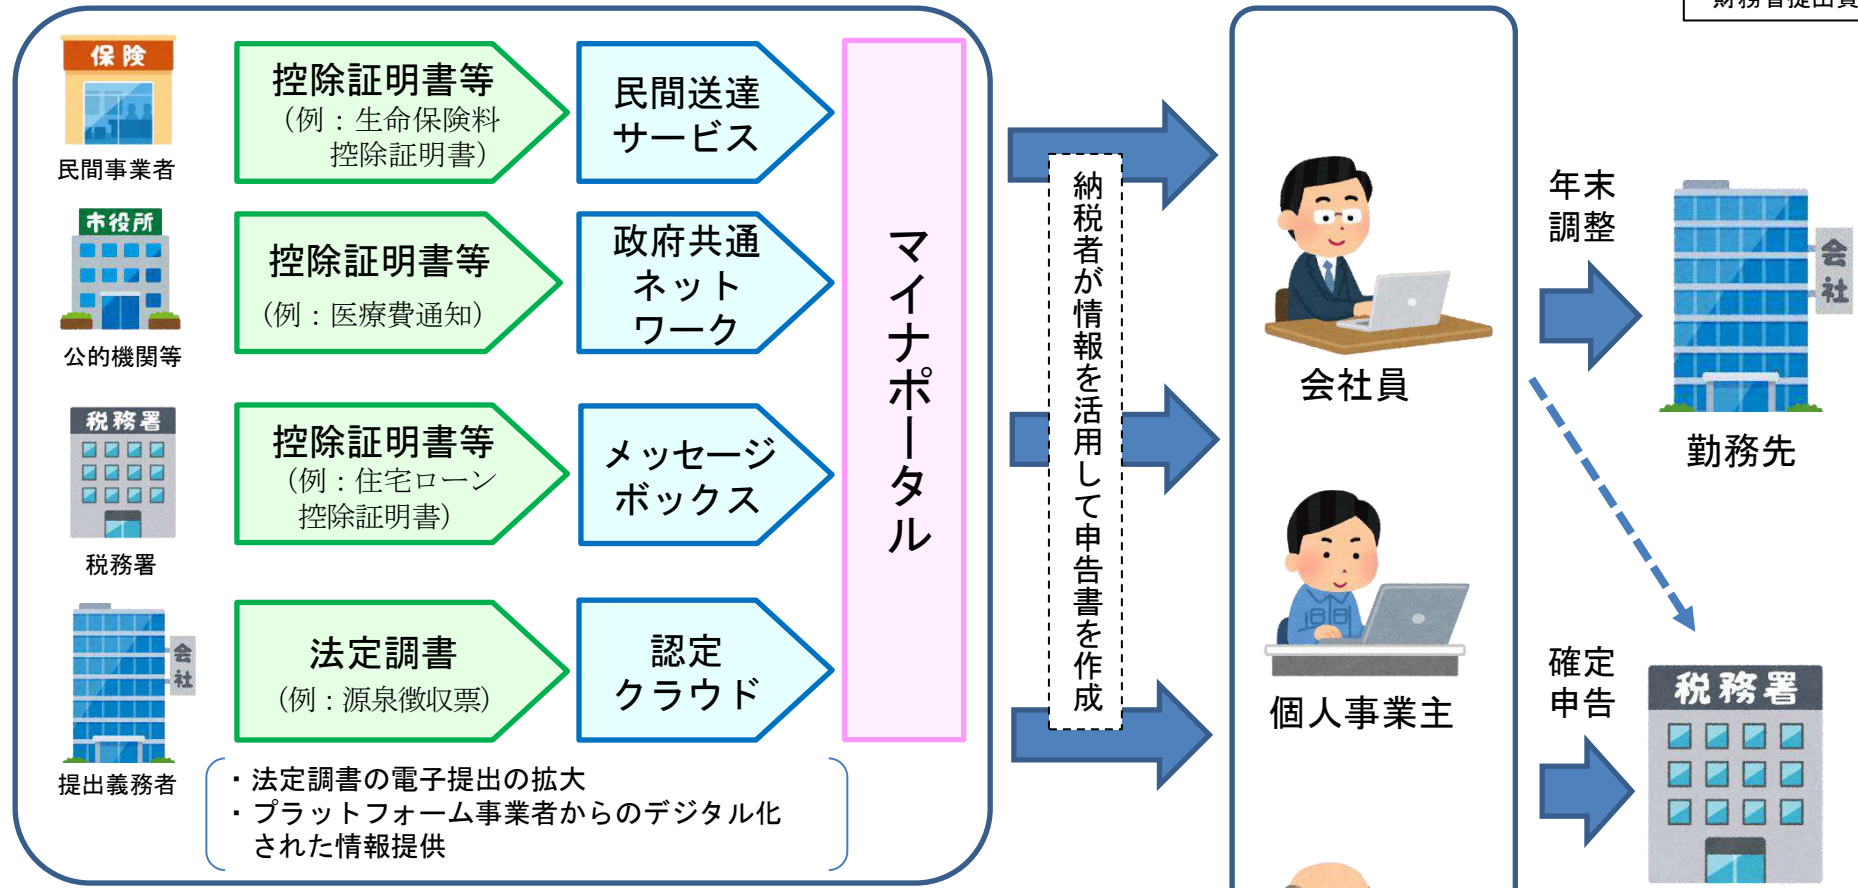 財務省提出資
保険
民間事業者
控除証明書等
（例：生命保険料
控除証明書）
民間送達
サービス
市役所
公的機関等
控除証明書等
（例：医療費通知）
政府共通
ネット
ワーク
税務署
税務署
控除証明書等
（例：住宅ローン
控除証明書）
メッセージ
ボックス
会社
提出義務者
法定調書
（例：源泉徴収票）
認定
クラウド
・法定調書の電子提出の拡大
・プラットフォーム事業者からのデジタル化
された情報提供
マイナポータル
納税者が情報を活用して申告書を作成
会社員
個人事業主
年末
調整
会社
勤務先
確定
申告
税務署